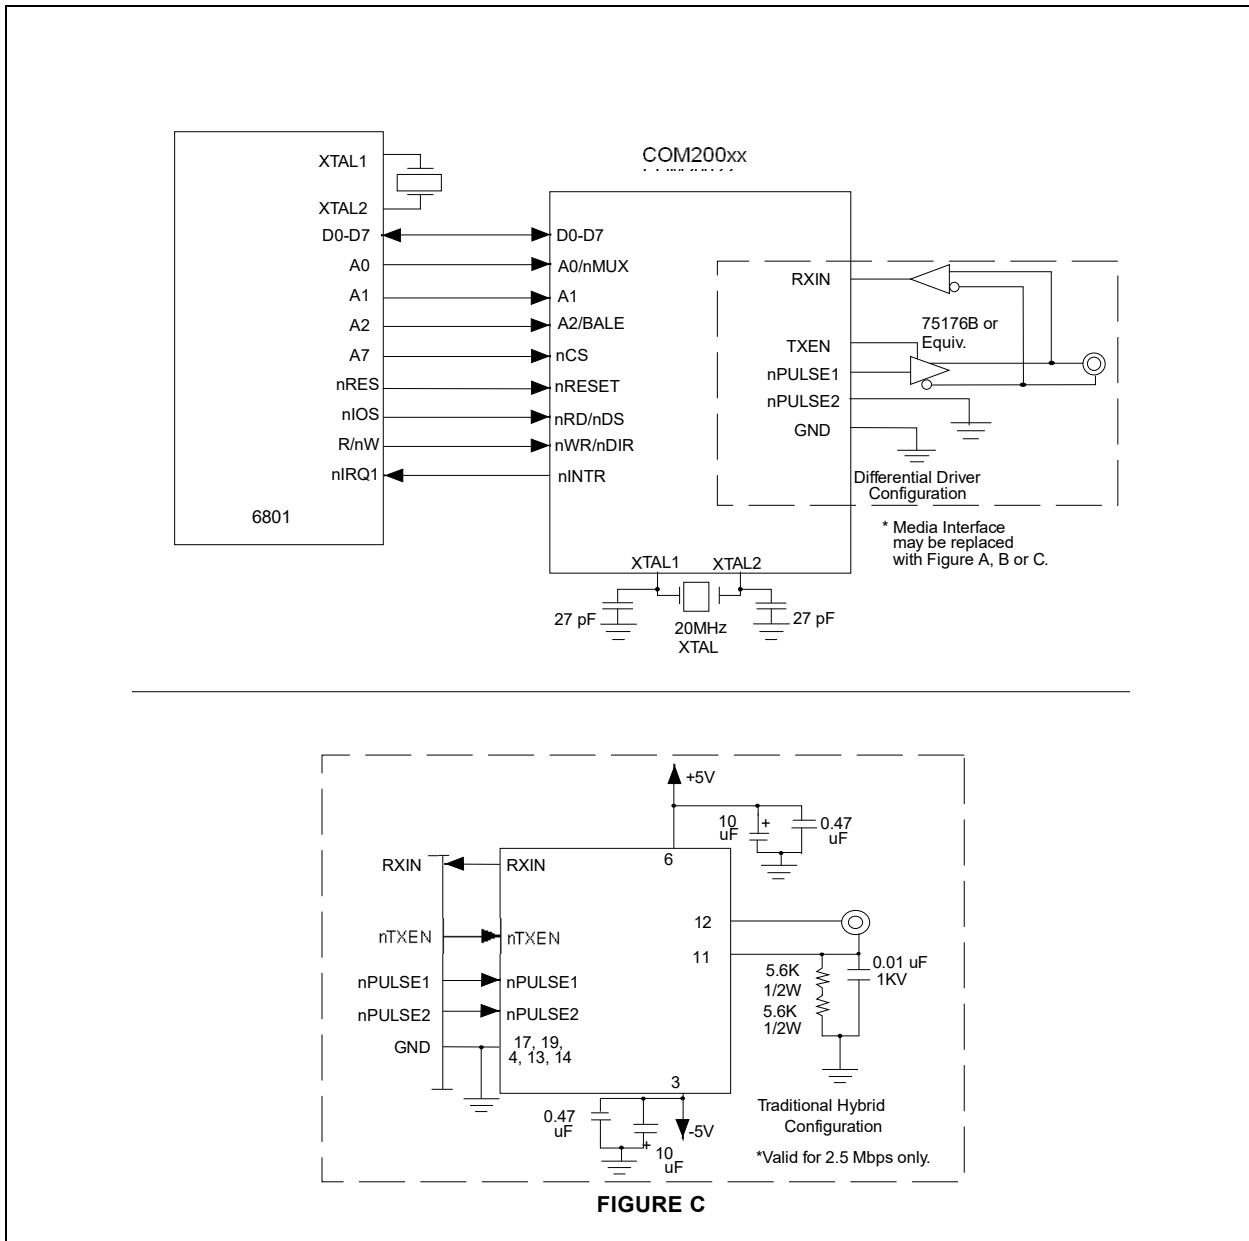 COM200xx
XTAL1
XTAL2
D0-D7
A0
A1
A2
A7
nRES
nIOS
R/nW
nIRQ1
6801
D0-D7
A0/nMUX
A1
A2/BALE
nCS
nRESET
nRD/nDS
nWR/nDIR
nINTR
RXIN
TXEN
nPULSE1
nPULSE2
GND
75176B or
Equiv.
Differential Driver
Configuration
* Media Interface
may be replaced
with Figure A, B or C.
XTAL1
XTAL2
27 pF
20MHz
XTAL
27 pF
+5V
10
uF
+
0.47
uF
6
RXIN
RXIN
nTXEN
nTXEN
nPULSE1
nPULSE1
nPULSE2
nPULSE2
GND
17, 19,
4, 13, 14
12
11
5.6K
1/2W
5.6K
1/2W
0.01 uF
1KV
3
0.47
uF
+
10
uF
-5V
Traditional Hybrid
Configuration
*Valid for 2.5 Mbps only.
FIGURE C